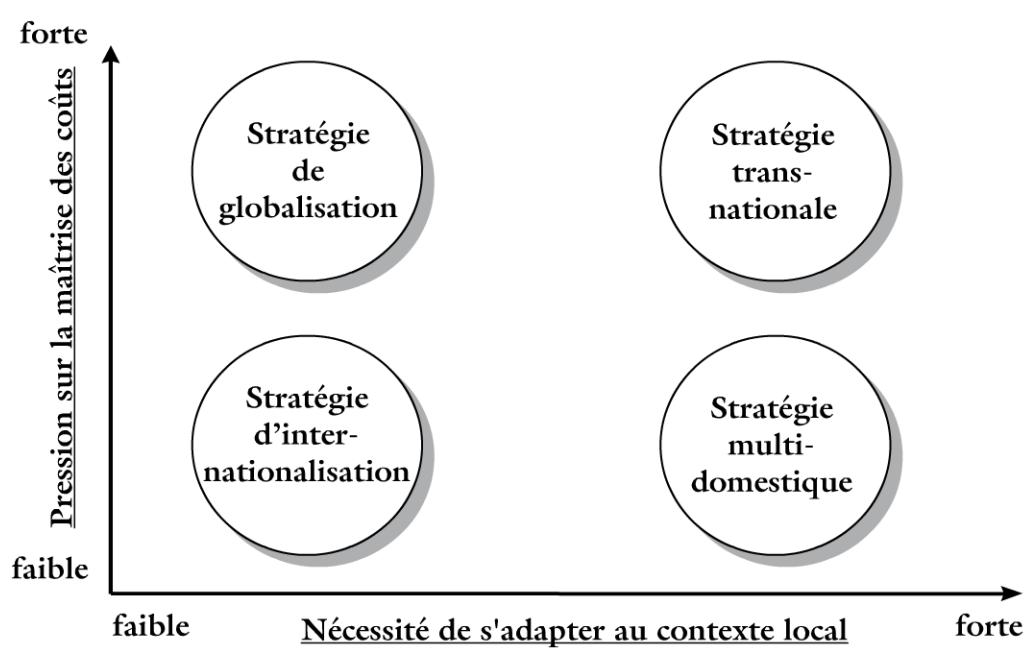 forte
Pression sur la maîtrise des coûts
Stratégie
de
globalisation
Stratégie
trans-
nationale
Stratégie
d’inter-
nationalisation
Stratégie
multi-
domestique
faible
faible
Nécessité de s'adapter au contexte local
forte